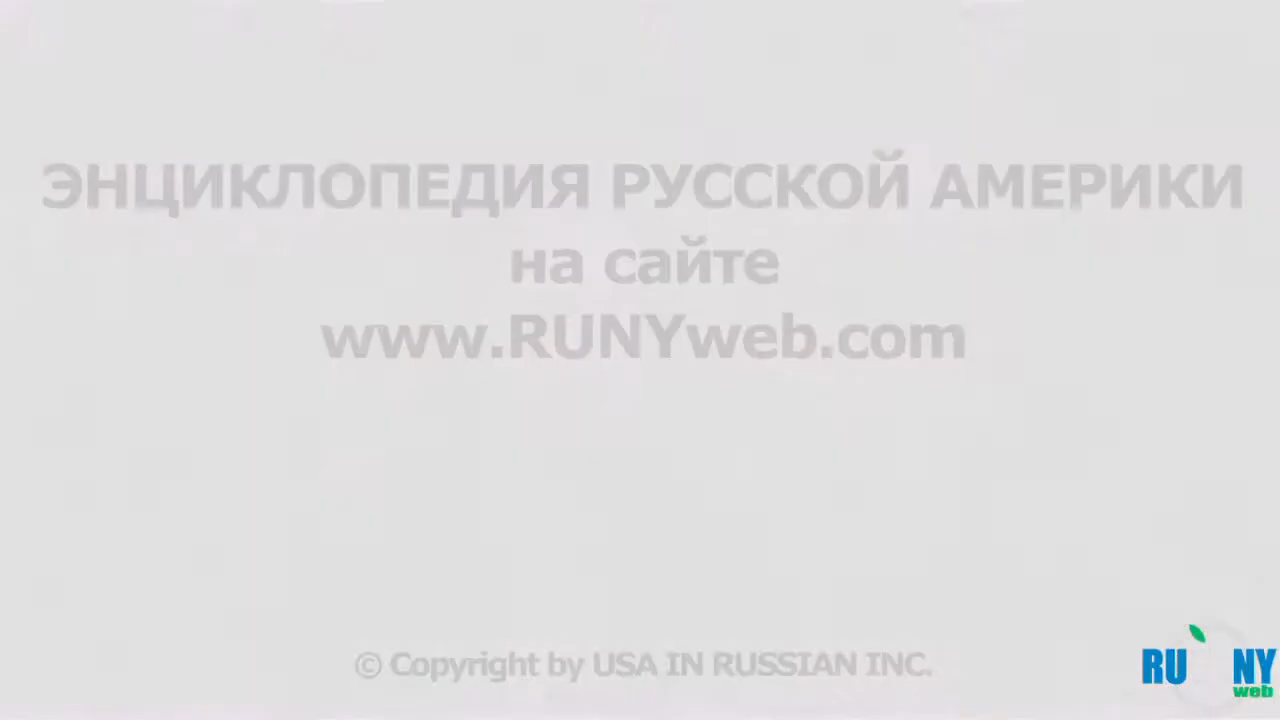 ЭНЦИКЛОПЕДИЯ РУССКОЙ АМЕРИКИ
на сайте
www.RUNYweb.com
© Copyright by USA IN RUSSIAN INC.
RU NY
web